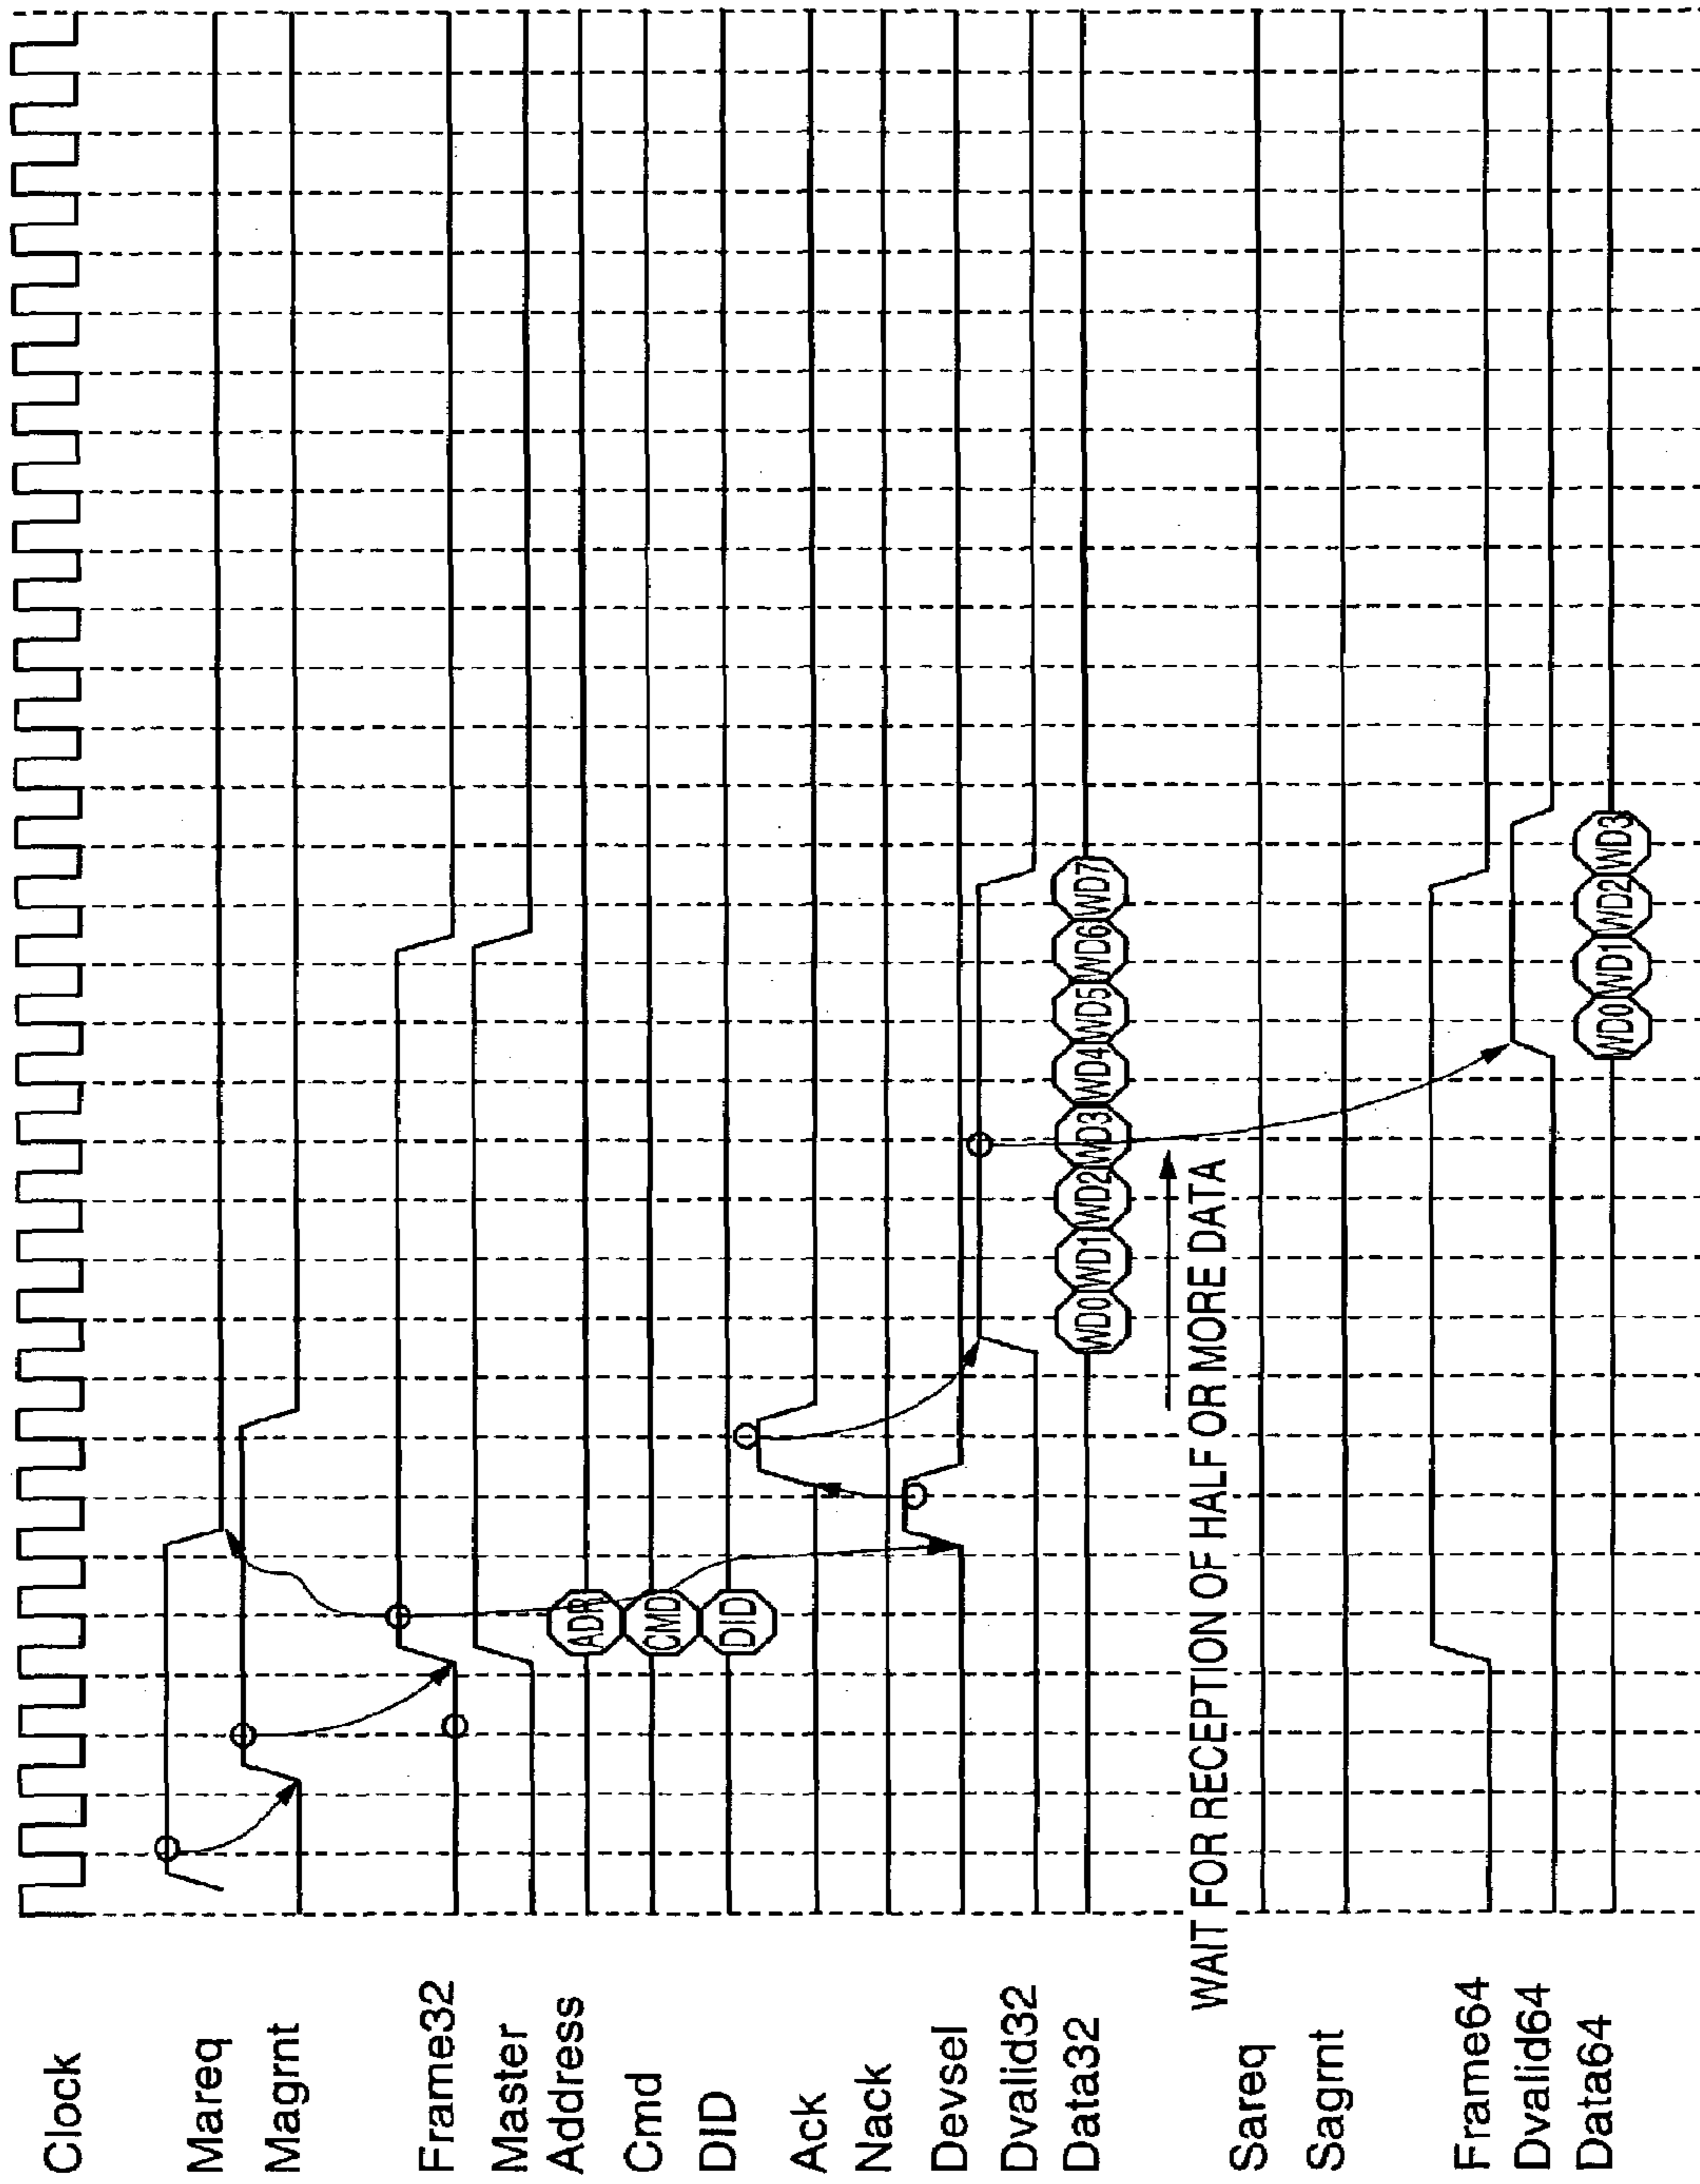 Clock
Mareq
Magrnt
Frame32
Master
Address
ADR
Cmd
CMD
DID
DID
Ack
Nack
Devsel
Dvalid32
Data32
WD0 WD1 WD2 WD3 WD4 WD5 WD6 WD7
WAIT FOR RECEPTION OF HALF OR MORE DATA
Sareq
Sagrnt
Frame64
Dvalid64
Data64
WD0 WD1 WD2 WD3